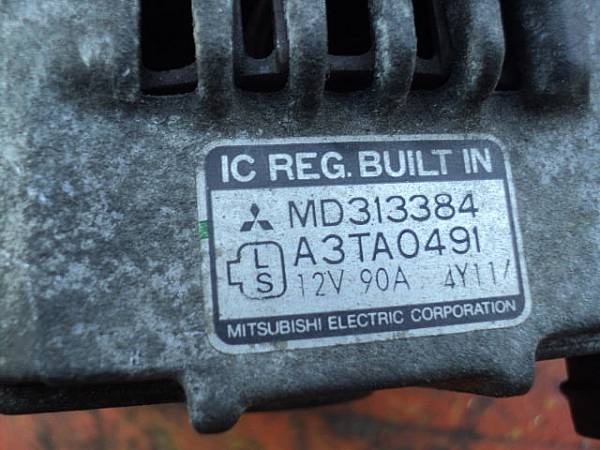 IC REG. BUILT IN
MD313384
A3TA0491
L
S
12V 90A 4Y11/
MITSUBISHI ELECTRIC CORPORATION